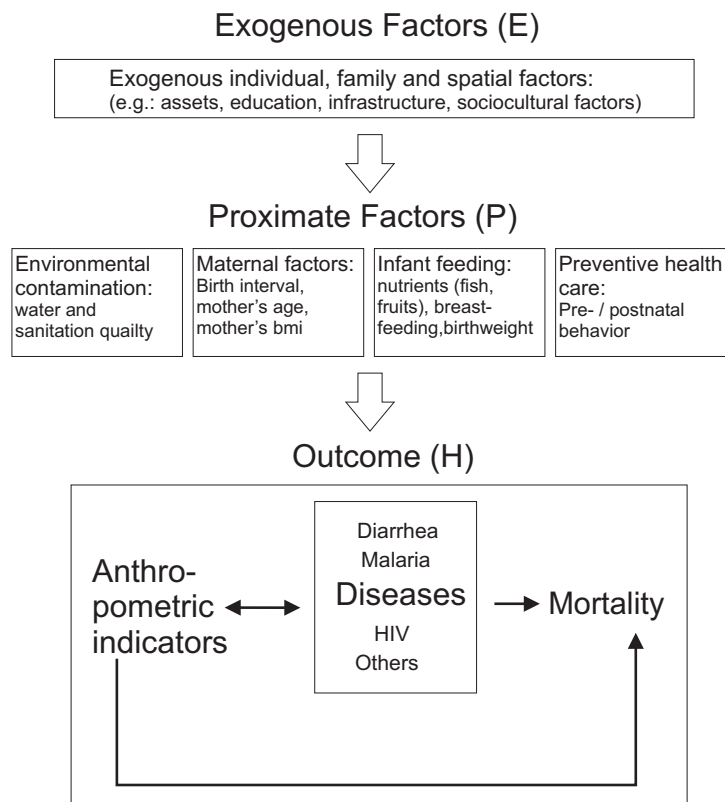 Exogenous Factors (E)
Exogenous individual, family and spatial factors:
(e.g.: assets, education, infrastructure, sociocultural factors)
Proximate Factors (P)
Environmental
contamination:
water and
sanitation quailty
Maternal factors:
Birth interval,
mother's age,
mother's bmi
Infant feeding:
nutrients (fish,
fruits), breast-
feeding,birthweight
Preventive health
care:
Pre- / postnatal
behavior
Outcome (H)
Anthro-
pometric
indicators
Diarrhea
Malaria
Diseases
HIV
Others
Mortality